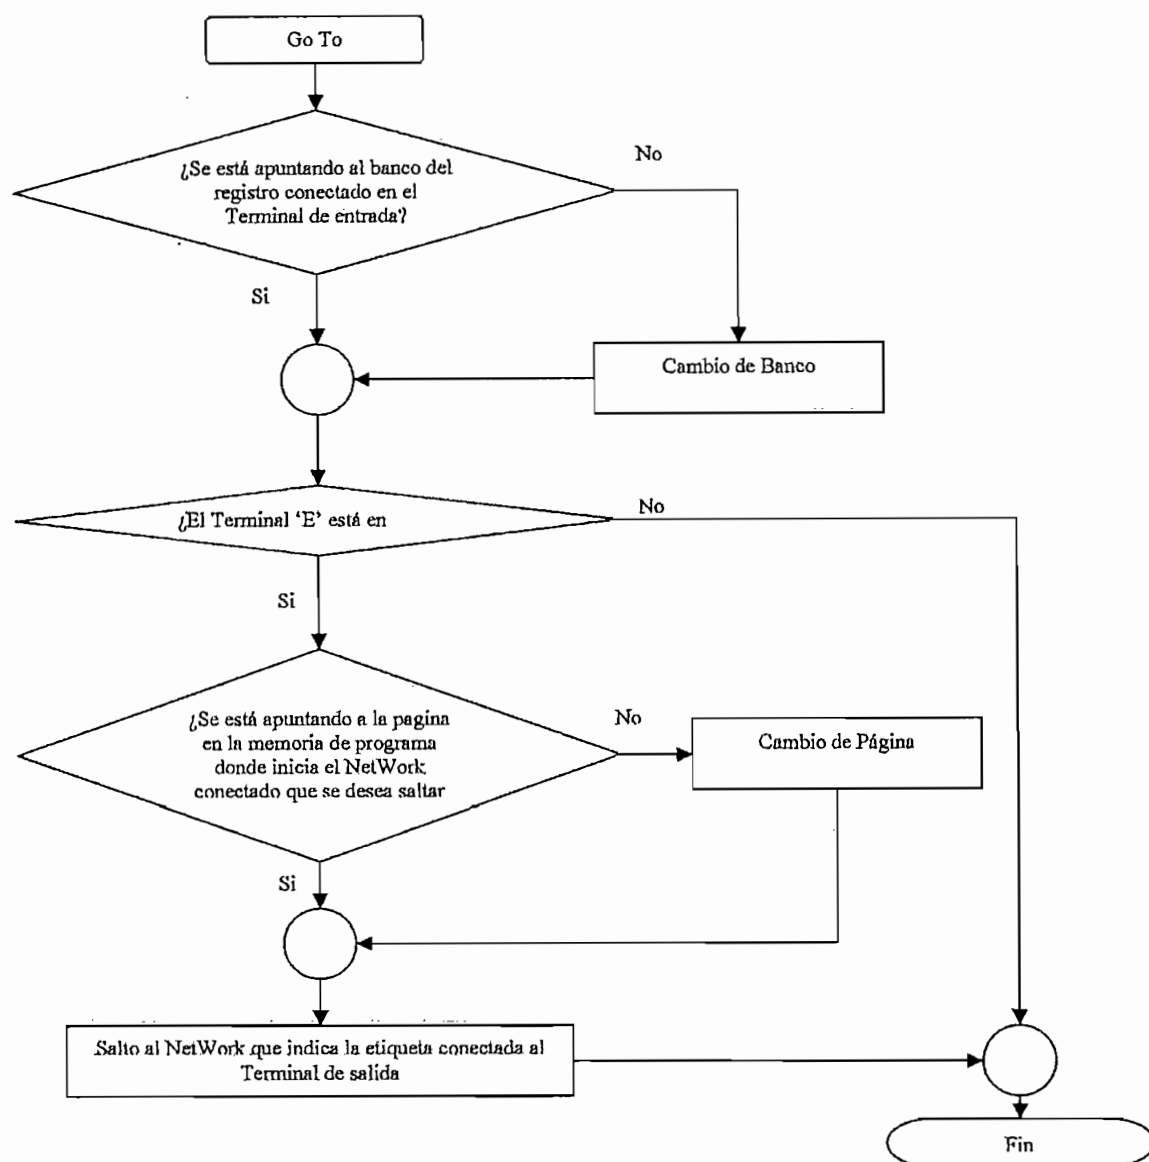 Go To
¿Se está apuntando al banco del
registro conectado en el
Terminal de entrada?
No
Si
Cambio de Banco
¿El Terminal ‘E’ está en
No
Si
¿Se está apuntando a la pagina
en la memoria de programa
donde inicia el NetWork
conectado que se desea saltar
No
Cambio de Página
Si
Salto al NetWork que indica la etiqueta conectada al
Terminal de salida
Fin